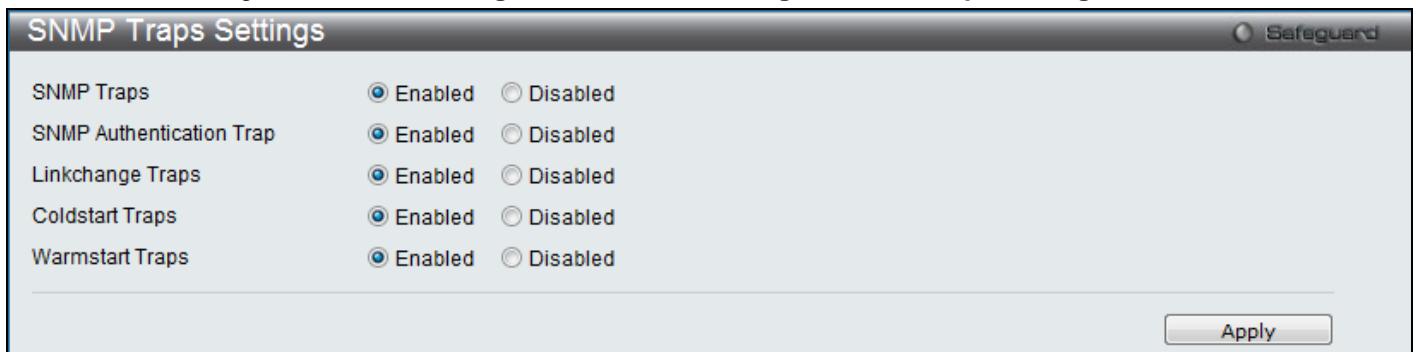 SNMP Traps Settings
Safeguard
SNMP Traps Enabled Disabled
SNMP Authentication Trap Enabled Disabled
Linkchange Traps Enabled Disabled
Coldstart Traps Enabled Disabled
Warmstart Traps Enabled Disabled
Apply